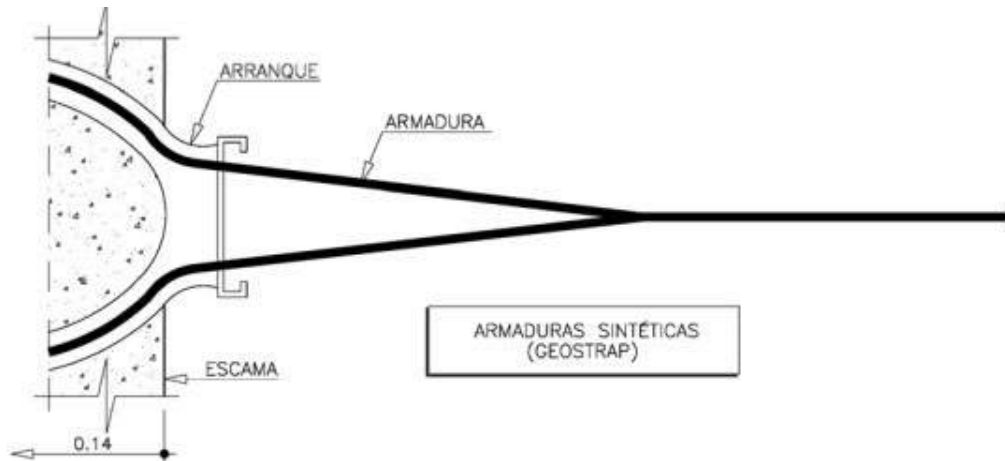 ARRANQUE
ARMADURA
ARMADURAS SINTÉTICAS
(GEOSTRAP)
ESCAMA
0.14